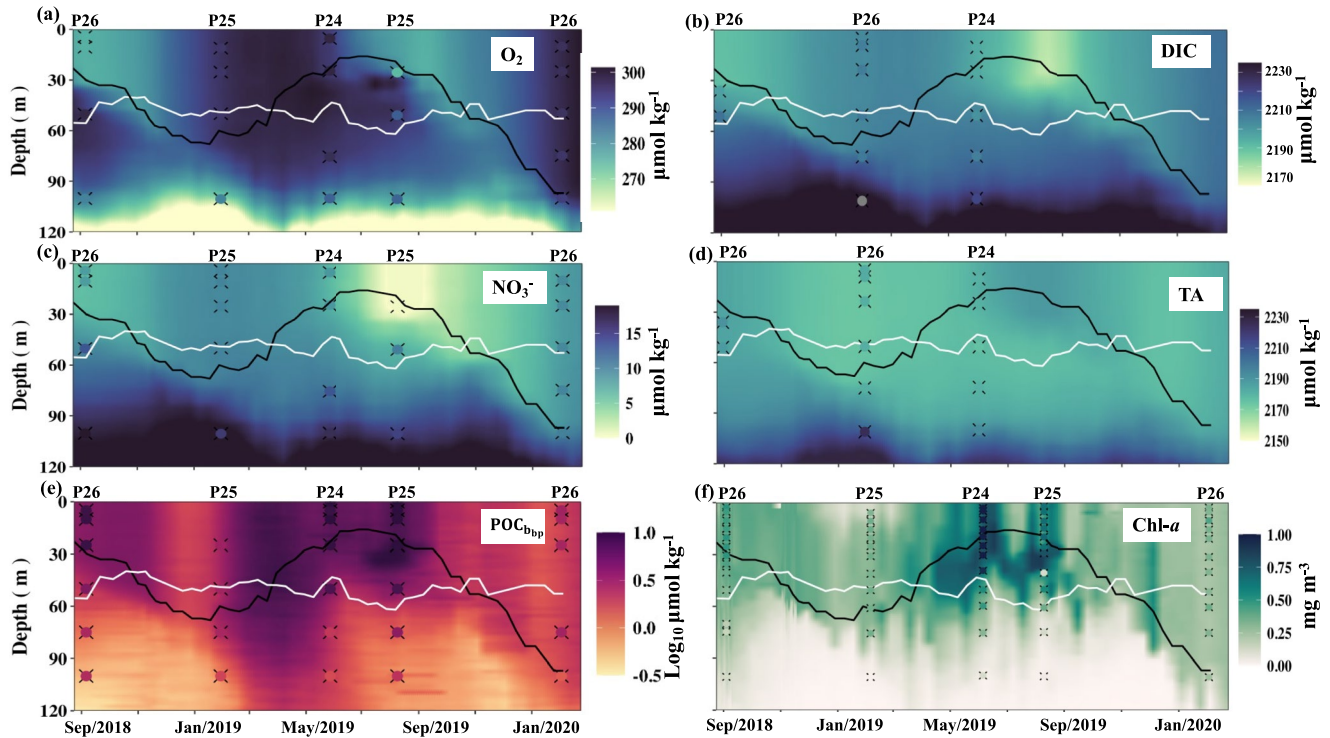 (a) P26 P25 P24 P25 P26
O₂
Depth ( m )
0
30
60
90
120
300
290
280
270
µmol kg⁻¹
(b) P26 P26 P24
DIC
2230
2210
2190
2170
µmol kg⁻¹
(c) P26 P25 P24 P25 P26
NO₃⁻
Depth ( m )
0
30
60
90
120
15
10
5
0
µmol kg⁻¹
(d) P26 P26 P24
TA
2230
2210
2190
2170
2150
µmol kg⁻¹
(e) P26 P25 P24 P25 P26
POC_bbp
Depth ( m )
0
30
60
90
120
1.0
0.5
0.0
-0.5
Log₁₀ µmol kg⁻¹
Sep/2018 Jan/2019 May/2019 Sep/2019 Jan/2020
(f) P26 P25 P24 P25 P26
Chl-a
1.00
0.75
0.50
0.25
0.00
mg m⁻³
Sep/2018 Jan/2019 May/2019 Sep/2019 Jan/2020